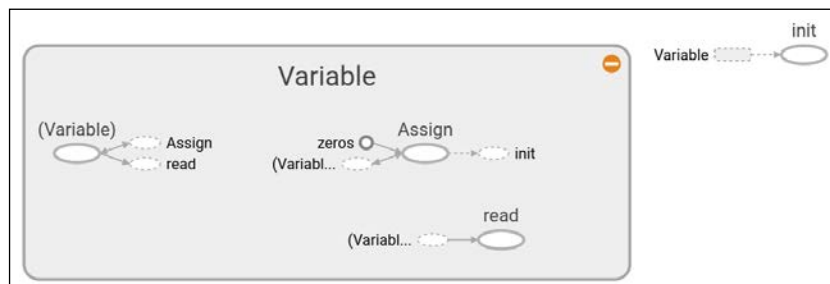 init
Variable
Variable
(Variable)
Assign
read
zeros
Assign
(Variabl...
init
read
(Variabl...